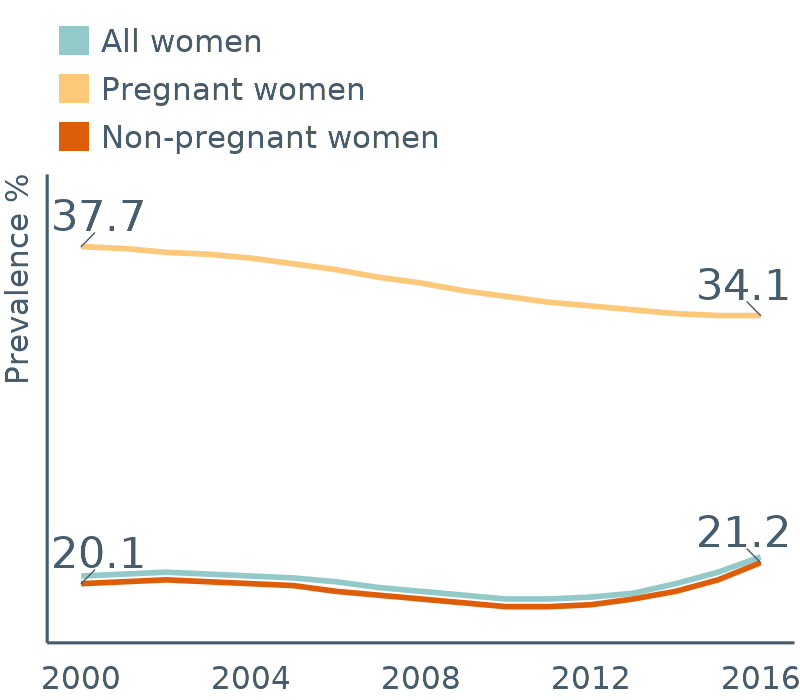 All women
Pregnant women
Non-pregnant women
Prevalence %
37.7
34.1
20.1
21.2
2000 2004 2008 2012 2016